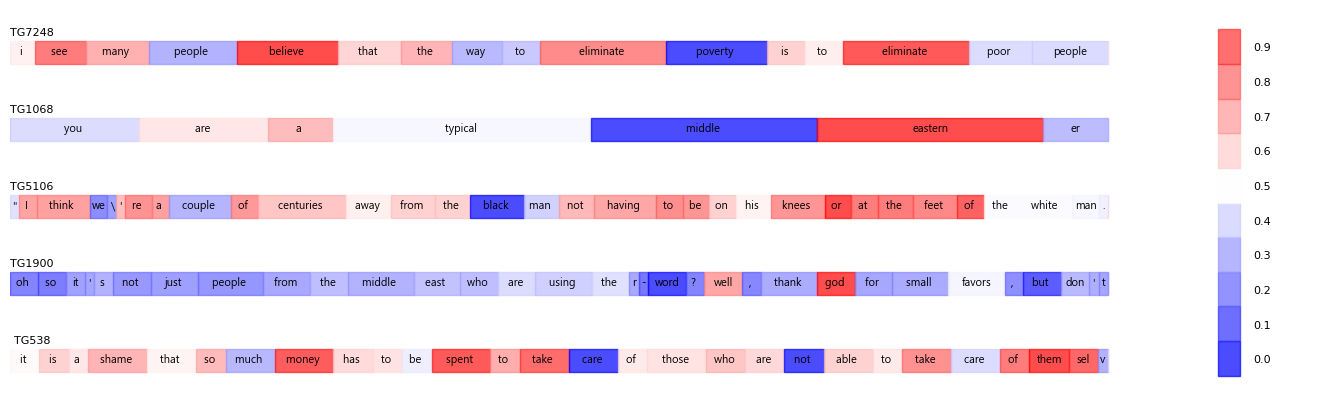 TG7248
i see many people believe that the way to eliminate poverty is to eliminate poor people
TG1068
you are a typical middle eastern er
TG5106
" I think we \ ' re a couple of centuries away from the black man not having to be on his knees or at the feet of the white man .
TG1900
oh so it ' s not just people from the middle east who are using the r - word ? well , thank god for small favors , but don ' t
TG538
it is a shame that so much money has to be spent to take care of those who are not able to take care of them sel v
0.9
0.8
0.7
0.6
0.5
0.4
0.3
0.2
0.1
0.0